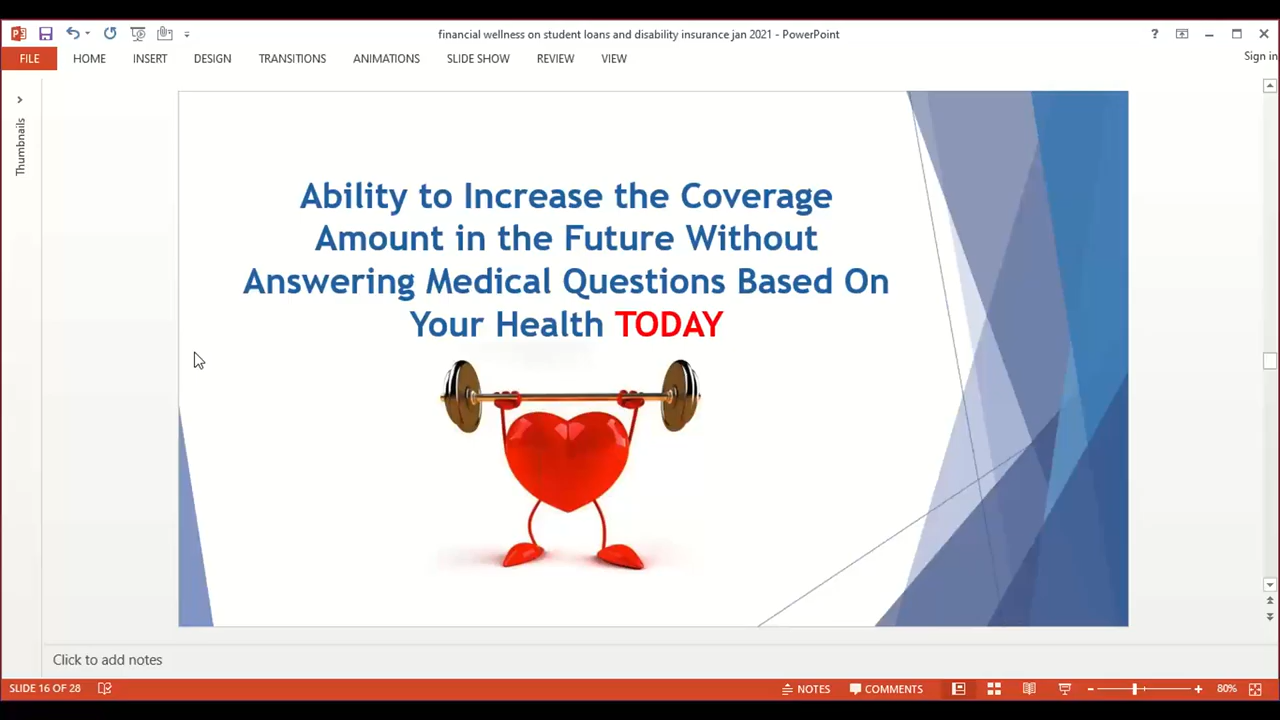 financial wellness on student loans and disability insurance jan 2021 - PowerPoint
?
Sign in
FILE HOME INSERT DESIGN TRANSITIONS ANIMATIONS SLIDE SHOW REVIEW VIEW
Thumbnails
Ability to Increase the Coverage
Amount in the Future Without
Answering Medical Questions Based On
Your Health TODAY
Click to add notes
SLIDE 16 OF 28 NOTES COMMENTS 80%